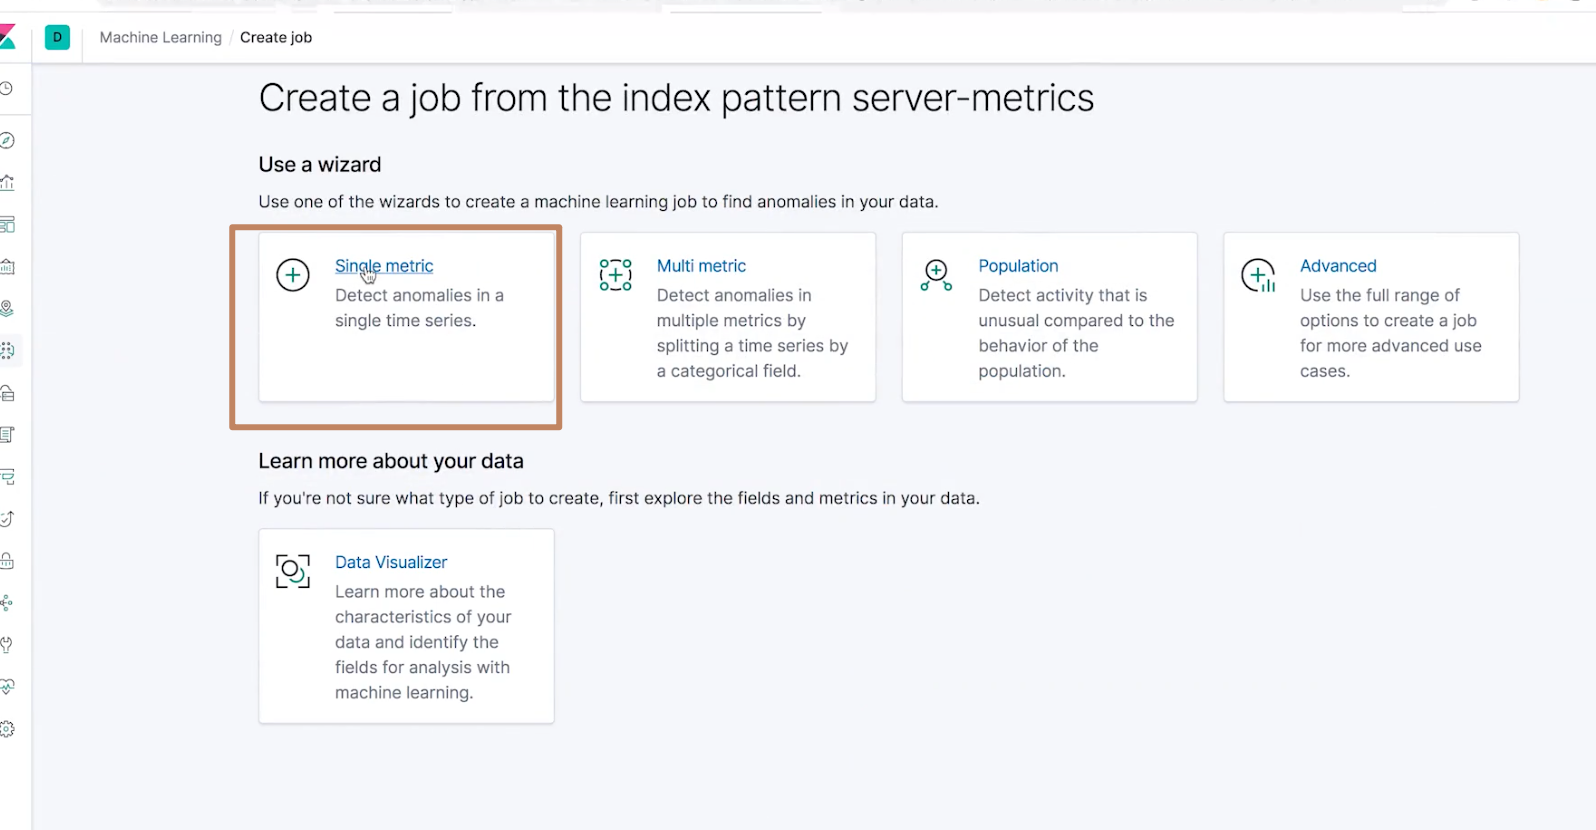 D
Machine Learning / Create job
Create a job from the index pattern server-metrics
Use a wizard
Use one of the wizards to create a machine learning job to find anomalies in your data.
Single metric
Detect anomalies in a
single time series.
Multi metric
Detect anomalies in
multiple metrics by
splitting a time series by
a categorical field.
Population
Detect activity that is
unusual compared to the
behavior of the
population.
Advanced
Use the full range of
options to create a job
for more advanced use
cases.
Learn more about your data
If you're not sure what type of job to create, first explore the fields and metrics in your data.
Data Visualizer
Learn more about the
characteristics of your
data and identify the
fields for analysis with
machine learning.